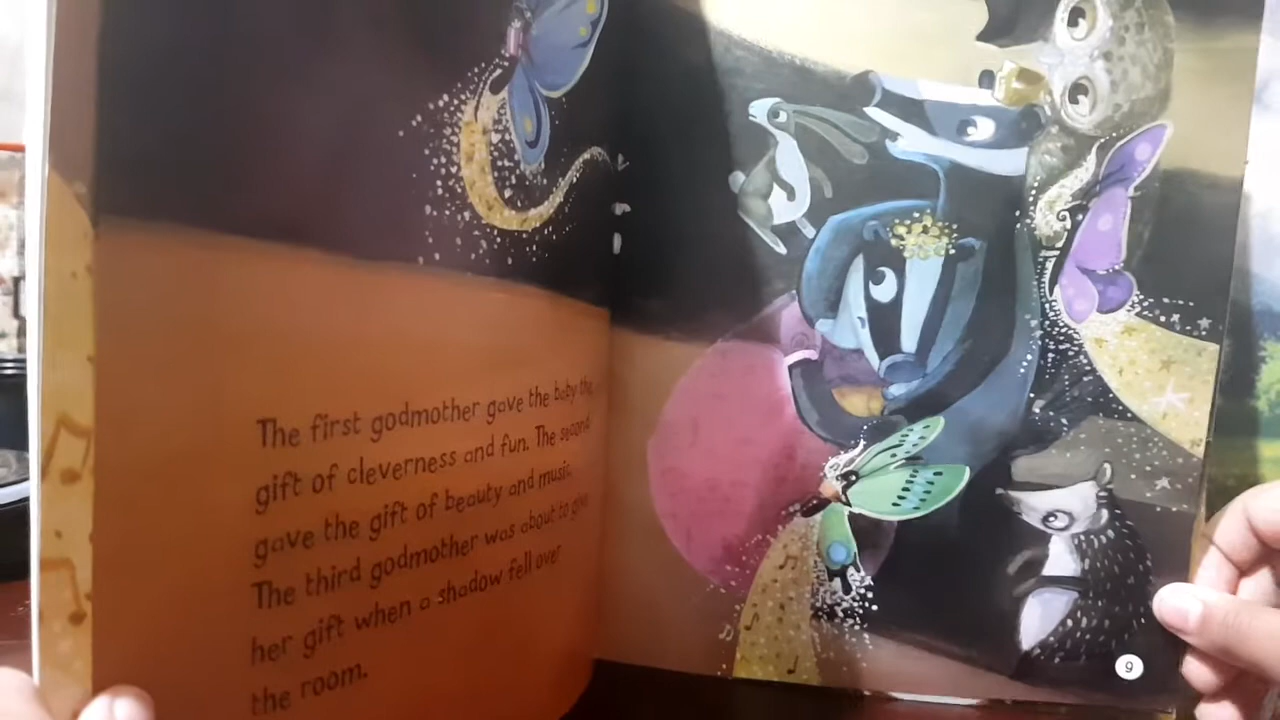 The first godmother gave the baby the
gift of cleverness and fun. The second
gave the gift of beauty and music.
The third godmother was about to give
her gift when a shadow fell over
the room.
9